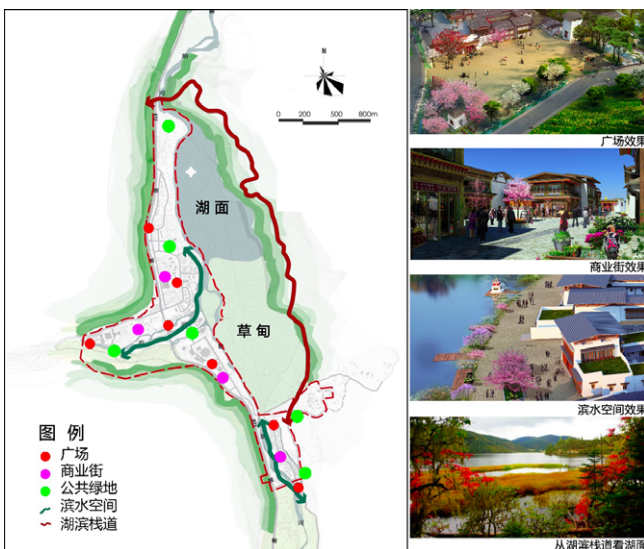 N
0 200 400 800m
湖面
草甸
图例
广场
商业街
公共绿地
滨水空间
湖滨栈道
广场效果
商业街效果
滨水空间效果
从湖滨栈道看湖面